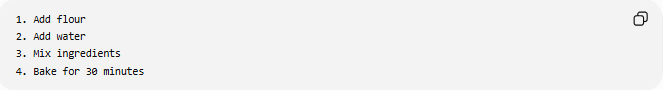 1. Add flour
2. Add water
3. Mix ingredients
4. Bake for 30 minutes